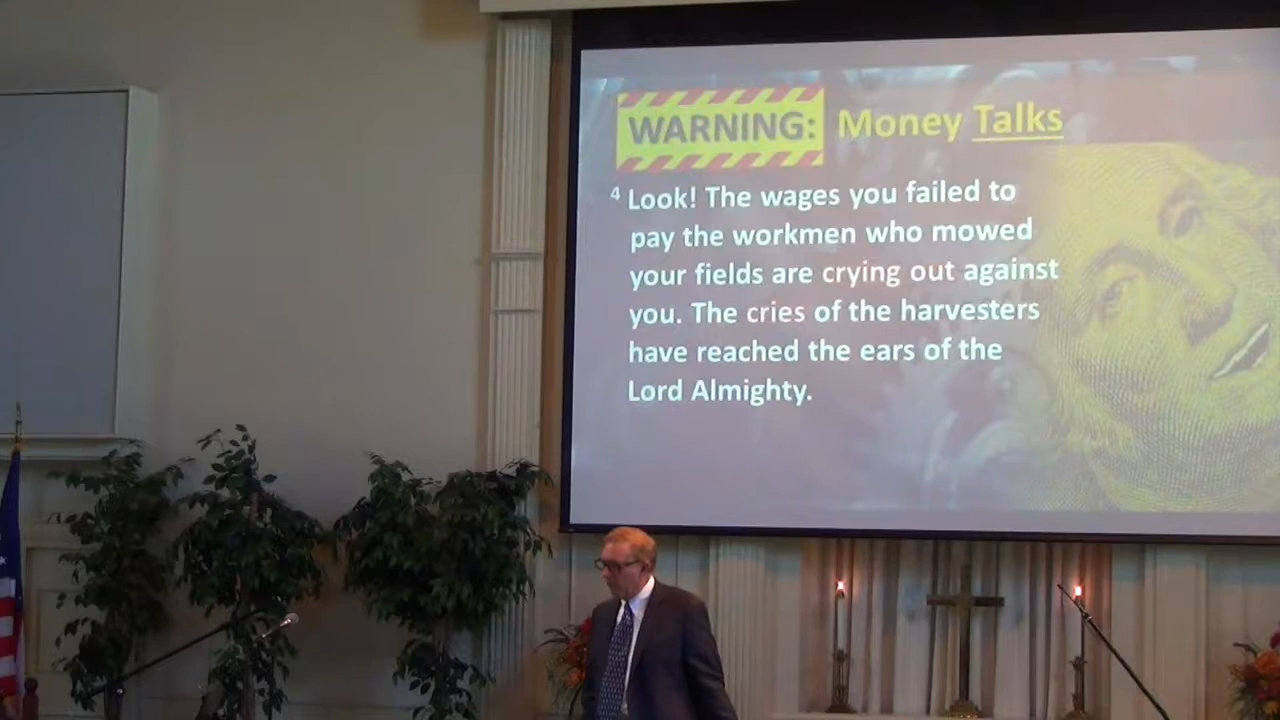 WARNING: Money Talks
4 Look! The wages you failed to
pay the workmen who mowed
your fields are crying out against
you. The cries of the harvesters
have reached the ears of the
Lord Almighty.